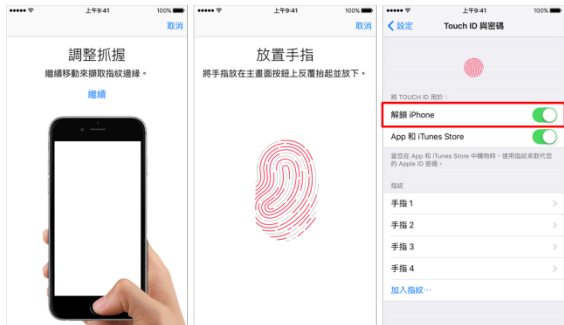 上午9:41
100%
取消
調整抓握
繼續移動來擷取指紋邊緣。
繼續
上午9:41
100%
取消
放置手指
將手指放在主畫面按鈕上反覆抬起並放下。
上午9:41
100%
設定
Touch ID 與密碼
將 TOUCH ID 用於：
解鎖 iPhone
App 和 iTunes Store
當您在 App 和 iTunes Store 中購物時，使用指紋來取代您
的 Apple ID 密碼。
指紋
手指 1
手指 2
手指 3
手指 4
加入指紋⋯